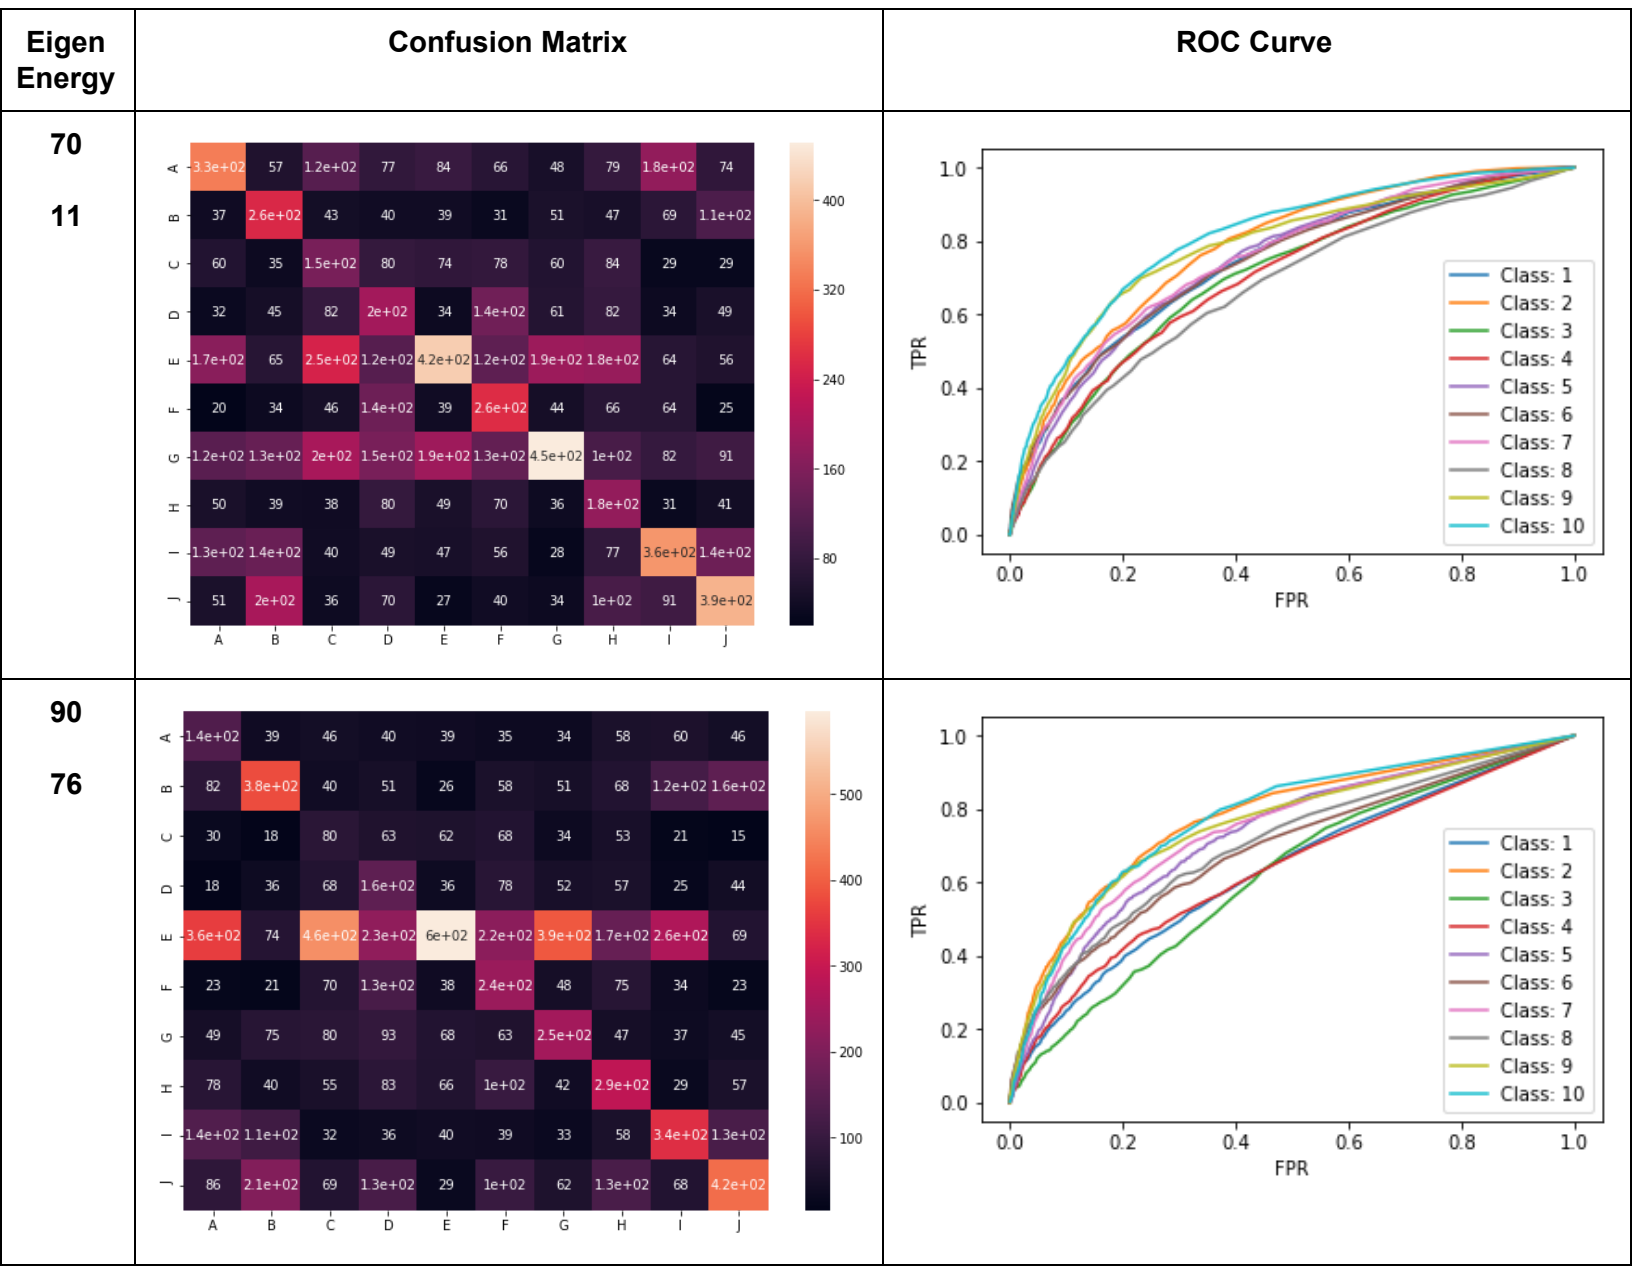 Eigen Energy
Confusion Matrix
ROC Curve
70
11
A 3.3e+02 57 1.2e+02 77 84 66 48 79 1.8e+02 74
B 37 2.6e+02 43 40 39 31 51 47 69 1.1e+02
C 60 35 1.5e+02 80 74 78 60 84 29 29
D 32 45 82 2e+02 34 1.4e+02 61 82 34 49
E 1.7e+02 65 2.5e+02 1.2e+02 4.2e+02 1.2e+02 1.9e+02 1.8e+02 64 56
F 20 34 46 1.4e+02 39 2.6e+02 44 66 64 25
G 1.2e+02 1.3e+02 2e+02 1.5e+02 1.9e+02 1.3e+02 4.5e+02 1e+02 82 91
H 50 39 38 80 49 70 36 1.8e+02 31 41
I 1.3e+02 1.4e+02 40 49 47 56 28 77 3.6e+02 1.4e+02
J 51 2e+02 36 70 27 40 34 1e+02 91 3.9e+02
A B C D E F G H I J
400
320
240
160
80
1.0
0.8
0.6
0.4
0.2
0.0
TPR
0.0 0.2 0.4 0.6 0.8 1.0
FPR
Class: 1
Class: 2
Class: 3
Class: 4
Class: 5
Class: 6
Class: 7
Class: 8
Class: 9
Class: 10
90
76
A 1.4e+02 39 46 40 39 35 34 58 60 46
B 82 3.8e+02 40 51 26 58 51 68 1.2e+02 1.6e+02
C 30 18 80 63 62 68 34 53 21 15
D 18 36 68 1.6e+02 36 78 52 57 25 44
E 3.6e+02 74 4.6e+02 2.3e+02 6e+02 2.2e+02 3.9e+02 1.7e+02 2.6e+02 69
F 23 21 70 1.3e+02 38 2.4e+02 48 75 34 23
G 49 75 80 93 68 63 2.5e+02 47 37 45
H 78 40 55 83 66 1e+02 42 2.9e+02 29 57
I 1.4e+02 1.1e+02 32 36 40 39 33 58 3.4e+02 1.3e+02
J 86 2.1e+02 69 1.3e+02 29 1e+02 62 1.3e+02 68 4.2e+02
A B C D E F G H I J
500
400
300
200
100
1.0
0.8
0.6
0.4
0.2
0.0
TPR
0.0 0.2 0.4 0.6 0.8 1.0
FPR
Class: 1
Class: 2
Class: 3
Class: 4
Class: 5
Class: 6
Class: 7
Class: 8
Class: 9
Class: 10